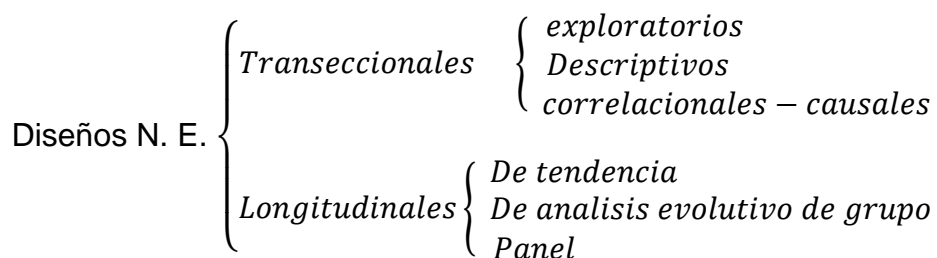 exploratorios
Transeccionales
Descriptivos
correlacionales − causales
Diseños N. E.
De tendencia
Longitudinales
De analisis evolutivo de grupo
Panel